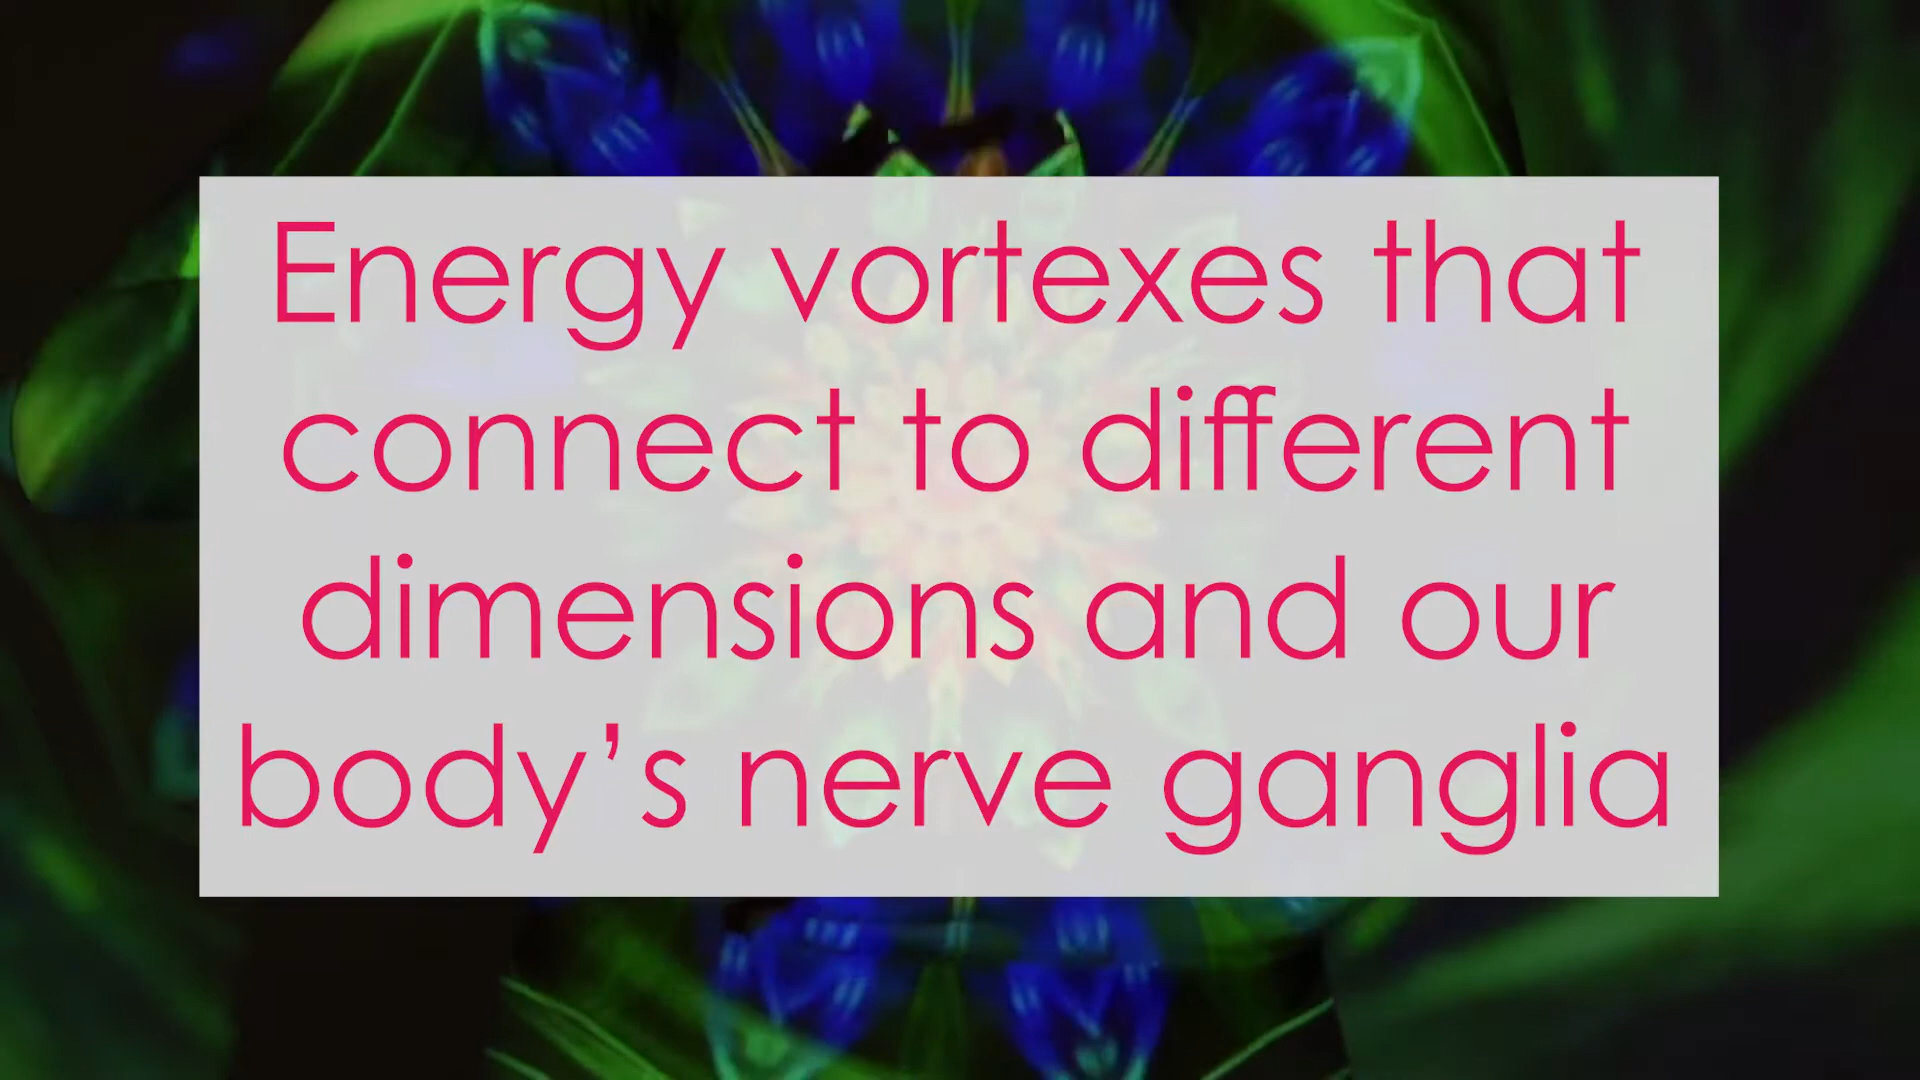 Energy vortexes that
connect to different
dimensions and our
body’s nerve ganglia